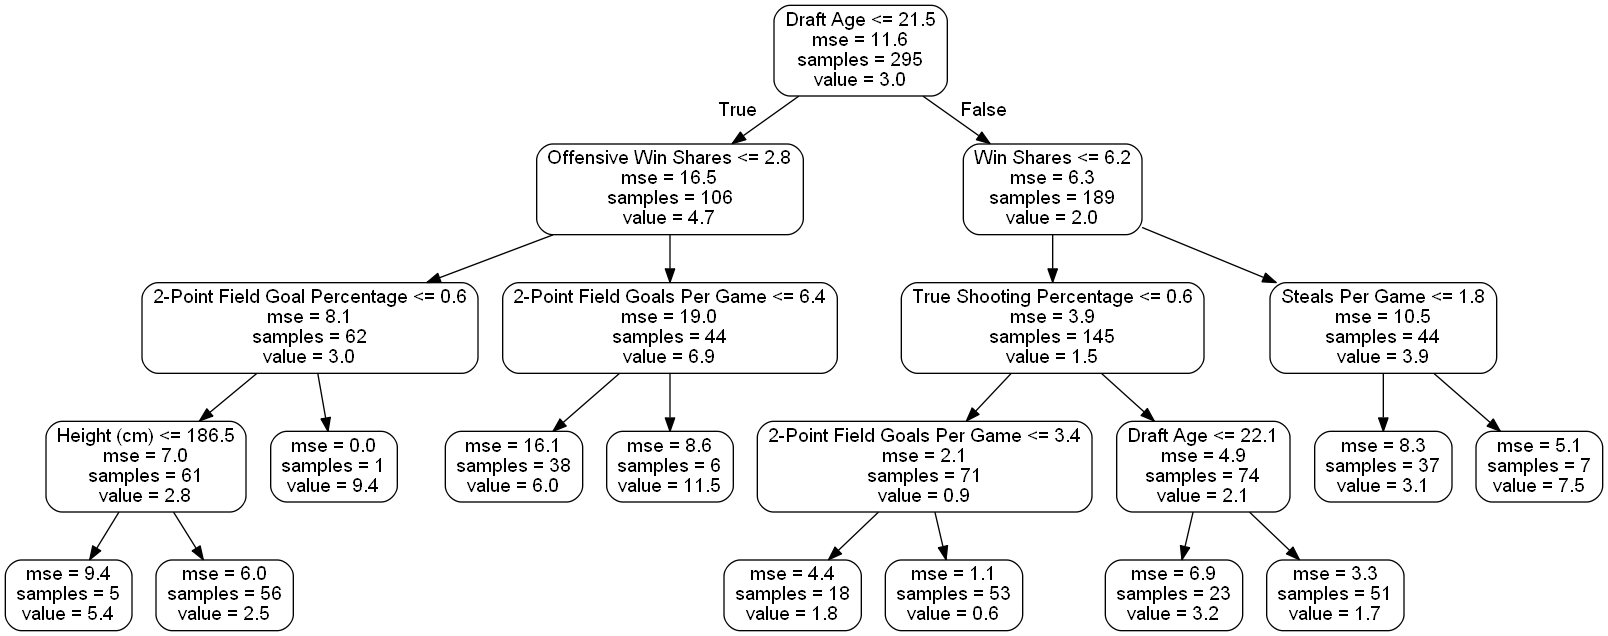 Draft Age <= 21.5
mse = 11.6
samples = 295
value = 3.0
True
False
Offensive Win Shares <= 2.8
mse = 16.5
samples = 106
value = 4.7
Win Shares <= 6.2
mse = 6.3
samples = 189
value = 2.0
2-Point Field Goal Percentage <= 0.6
mse = 8.1
samples = 62
value = 3.0
2-Point Field Goals Per Game <= 6.4
mse = 19.0
samples = 44
value = 6.9
True Shooting Percentage <= 0.6
mse = 3.9
samples = 145
value = 1.5
Steals Per Game <= 1.8
mse = 10.5
samples = 44
value = 3.9
Height (cm) <= 186.5
mse = 7.0
samples = 61
value = 2.8
mse = 0.0
samples = 1
value = 9.4
mse = 16.1
samples = 38
value = 6.0
mse = 8.6
samples = 6
value = 11.5
2-Point Field Goals Per Game <= 3.4
mse = 2.1
samples = 71
value = 0.9
Draft Age <= 22.1
mse = 4.9
samples = 74
value = 2.1
mse = 8.3
samples = 37
value = 3.1
mse = 5.1
samples = 7
value = 7.5
mse = 9.4
samples = 5
value = 5.4
mse = 6.0
samples = 56
value = 2.5
mse = 4.4
samples = 18
value = 1.8
mse = 1.1
samples = 53
value = 0.6
mse = 6.9
samples = 23
value = 3.2
mse = 3.3
samples = 51
value = 1.7